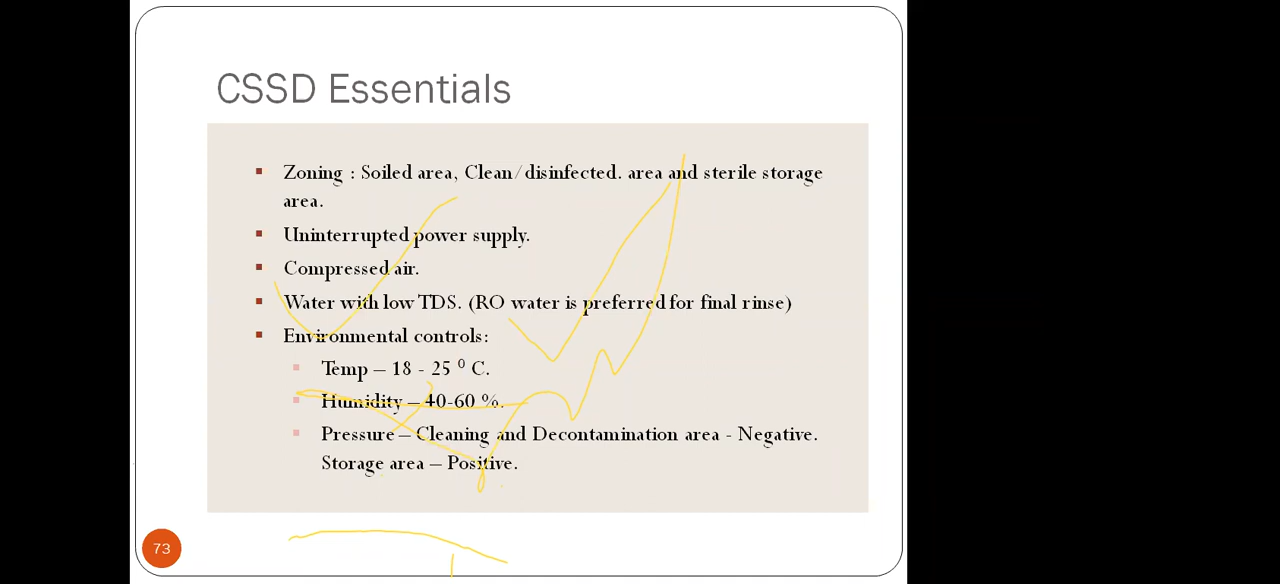 CSSD Essentials
Zoning : Soiled area, Clean/disinfected. area and sterile storage
area.
Uninterrupted power supply.
Compressed air.
Water with low TDS. (RO water is preferred for final rinse)
Environmental controls:
Temp – 18 - 25 ⁰ C.
Humidity – 40-60 %.
Pressure – Cleaning and Decontamination area - Negative.
Storage area – Positive.
73